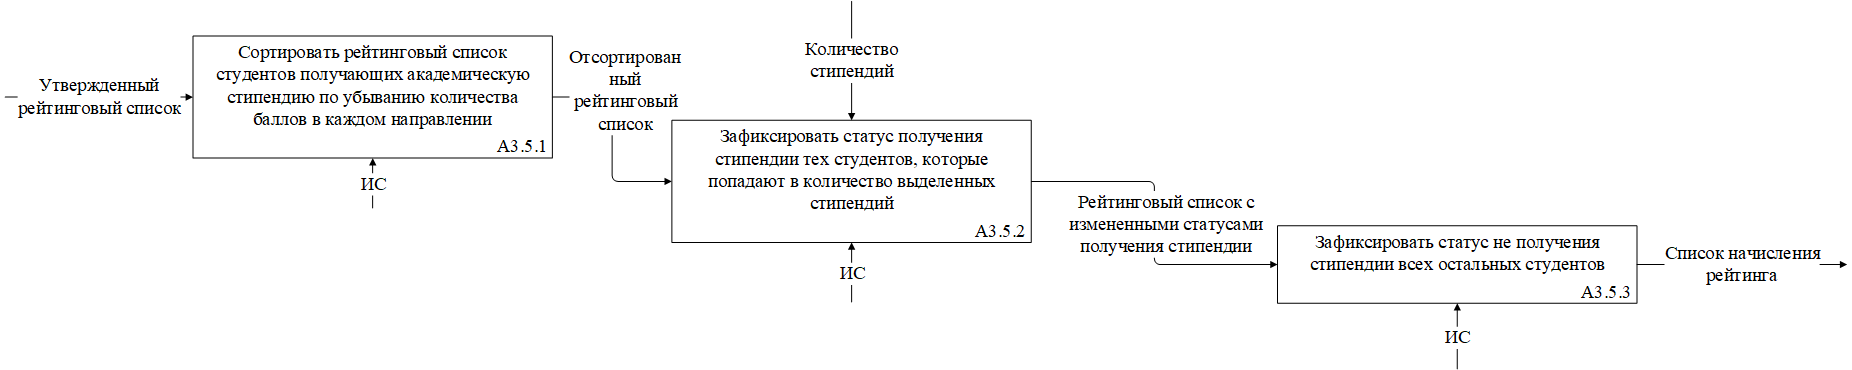 Утвержденный
рейтинговый список
Сортировать рейтинговый список
студентов получающих академическую
стипендию по убыванию количества
баллов в каждом направлении
А3.5.1
ИС
Отсортирован
ный
рейтинговый
список
Количество
стипендий
Зафиксировать статус получения
стипендии тех студентов, которые
попадают в количество выделенных
стипендий
А3.5.2
ИС
Рейтинговый список с
измененными статусами
получения стипендии
Зафиксировать статус не получения
стипендии всех остальных студентов
А3.5.3
ИС
Список начисления
рейтинга